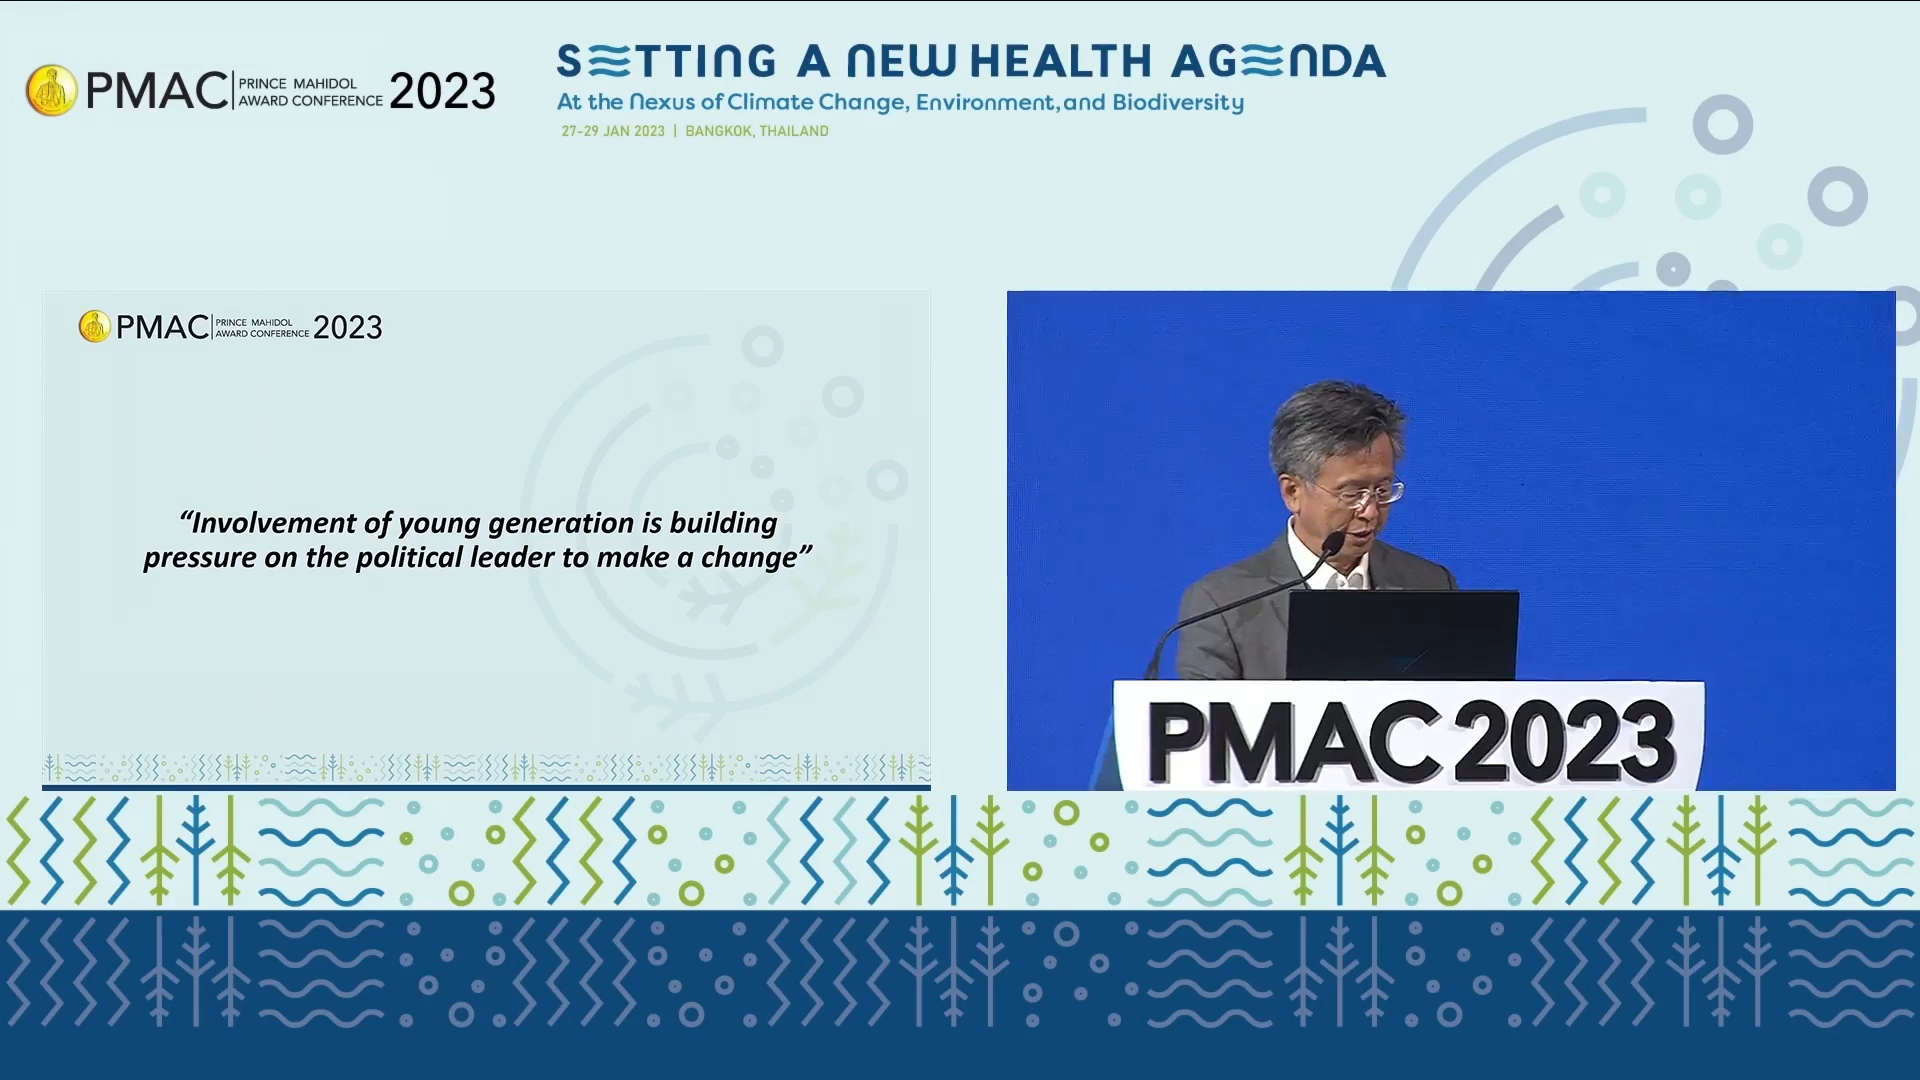 PMAC PRINCE MAHIDOL AWARD CONFERENCE 2023
SETTING A NEW HEALTH AGENDA
At the Nexus of Climate Change, Environment, and Biodiversity
27-29 JAN 2023 | BANGKOK, THAILAND
PMAC PRINCE MAHIDOL AWARD CONFERENCE 2023
“Involvement of young generation is building
pressure on the political leader to make a change”
PMAC 2023